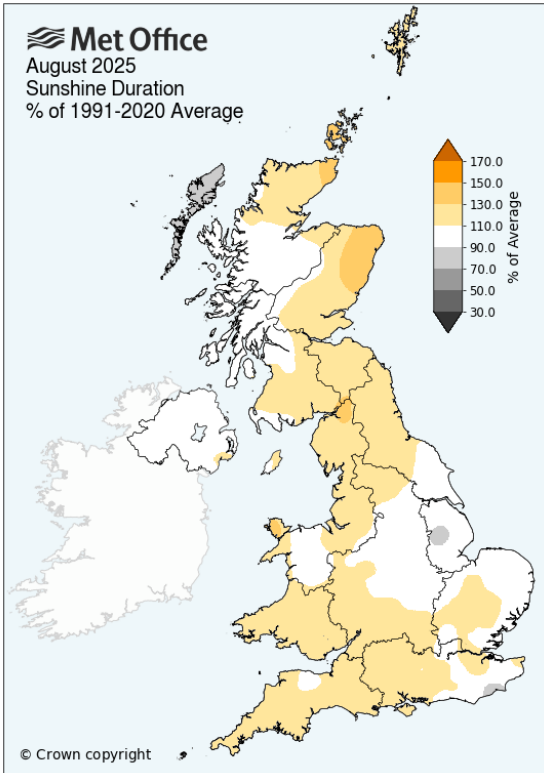 Met Office
August 2025
Sunshine Duration
% of 1991-2020 Average
170.0
150.0
130.0
110.0
90.0
70.0
50.0
30.0
% of Average
© Crown copyright